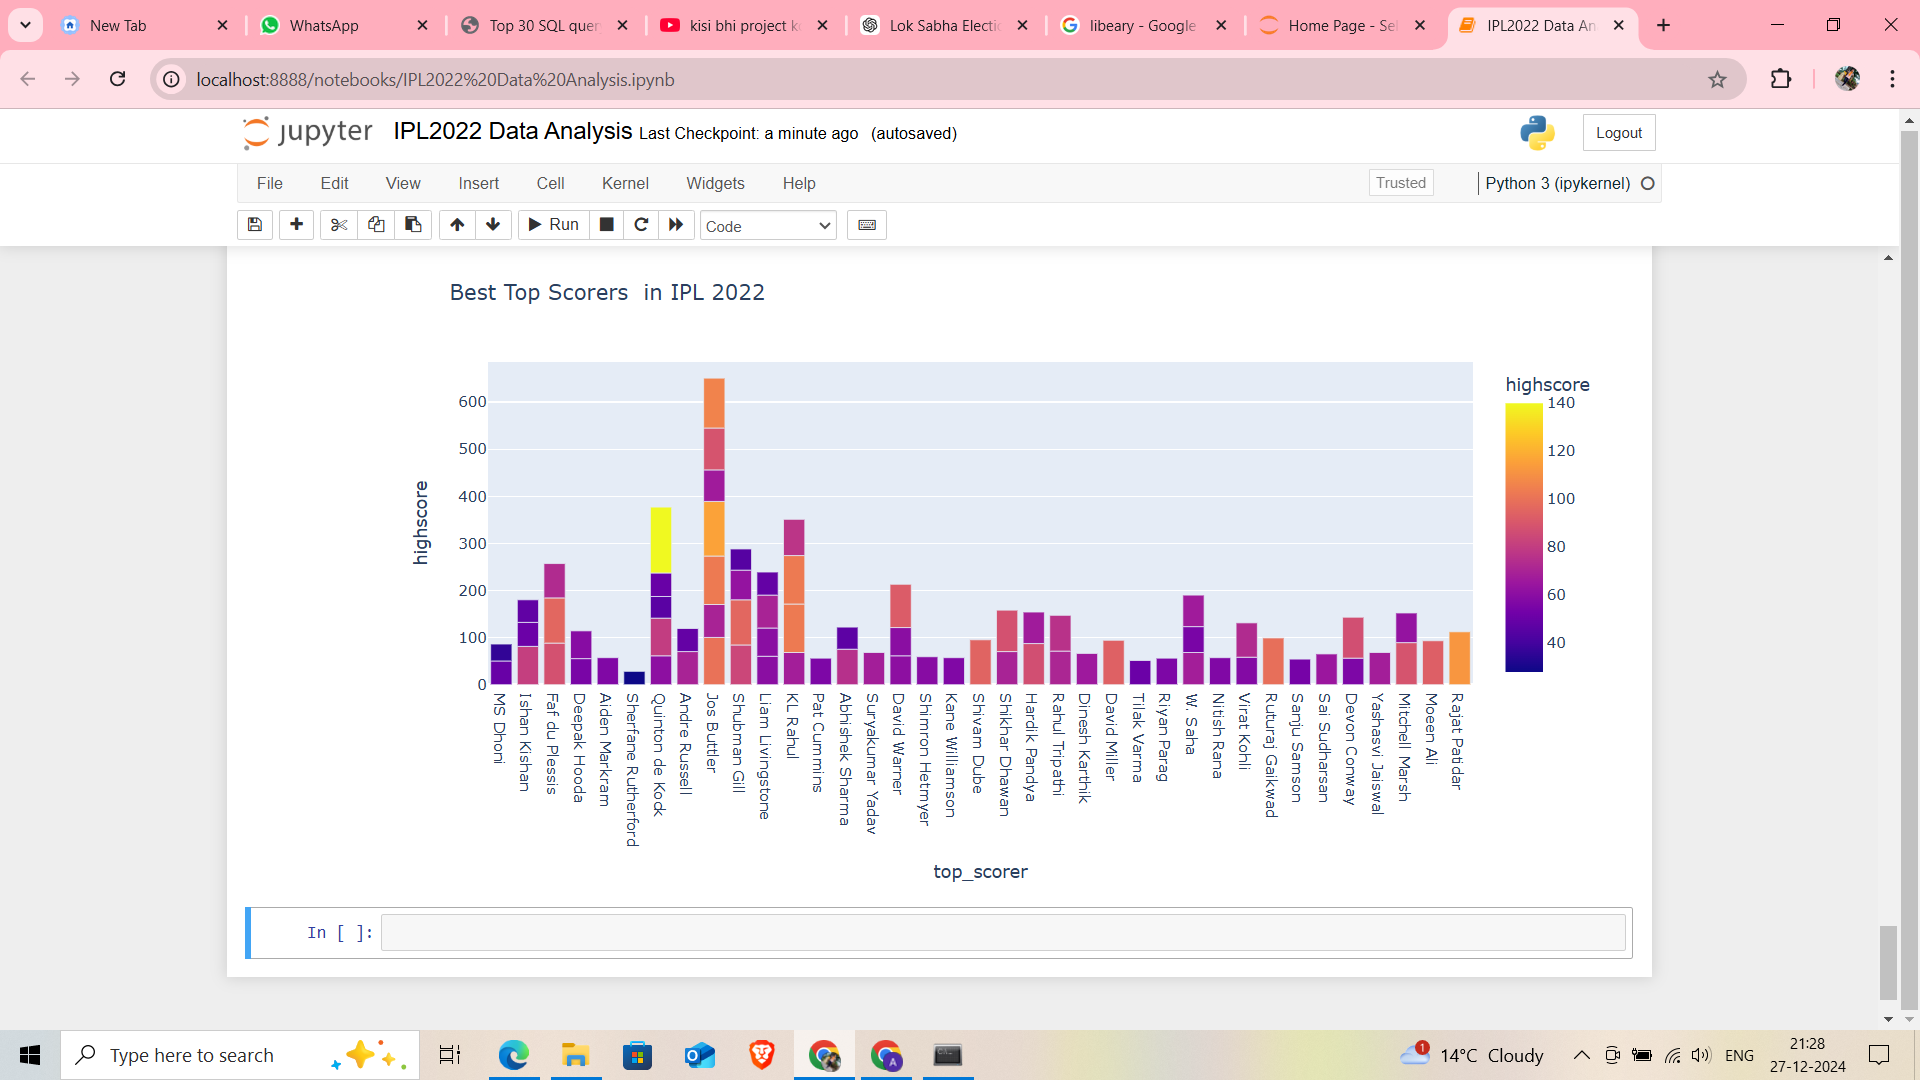 New Tab
WhatsApp
Top 30 SQL quer
kisi bhi project k
Lok Sabha Electi
libeary - Google
Home Page - Sel
IPL2022 Data An
localhost:8888/notebooks/IPL2022%20Data%20Analysis.ipynb
jupyter IPL2022 Data Analysis Last Checkpoint: a minute ago (autosaved)
Logout
File Edit View Insert Cell Kernel Widgets Help
Trusted
Python 3 (ipykernel)
Run
Code
Best Top Scorers in IPL 2022
highscore
600
500
400
300
200
100
0
highscore
140
120
100
80
60
40
MS Dhoni
Ishan Kishan
Faf du Plessis
Deepak Hooda
Aiden Markram
Sherfane Rutherford
Quinton de Kock
Andre Russell
Jos Buttler
Shubman Gill
Liam Livingstone
KL Rahul
Pat Cummins
Abhishek Sharma
Suryakumar Yadav
David Warner
Shimron Hetmyer
Kane Williamson
Shivam Dube
Shikhar Dhawan
Hardik Pandya
Rahul Tripathi
Dinesh Karthik
David Miller
Tilak Varma
Riyan Parag
W. Saha
Nitish Rana
Virat Kohli
Ruturaj Gaikwad
Sanju Samson
Sai Sudharsan
Devon Conway
Yashasvi Jaiswal
Mitchell Marsh
Moeen Ali
Rajat Patidar
top_scorer
In [ ]:
Type here to search
1
14°C Cloudy
ENG
21:28
27-12-2024